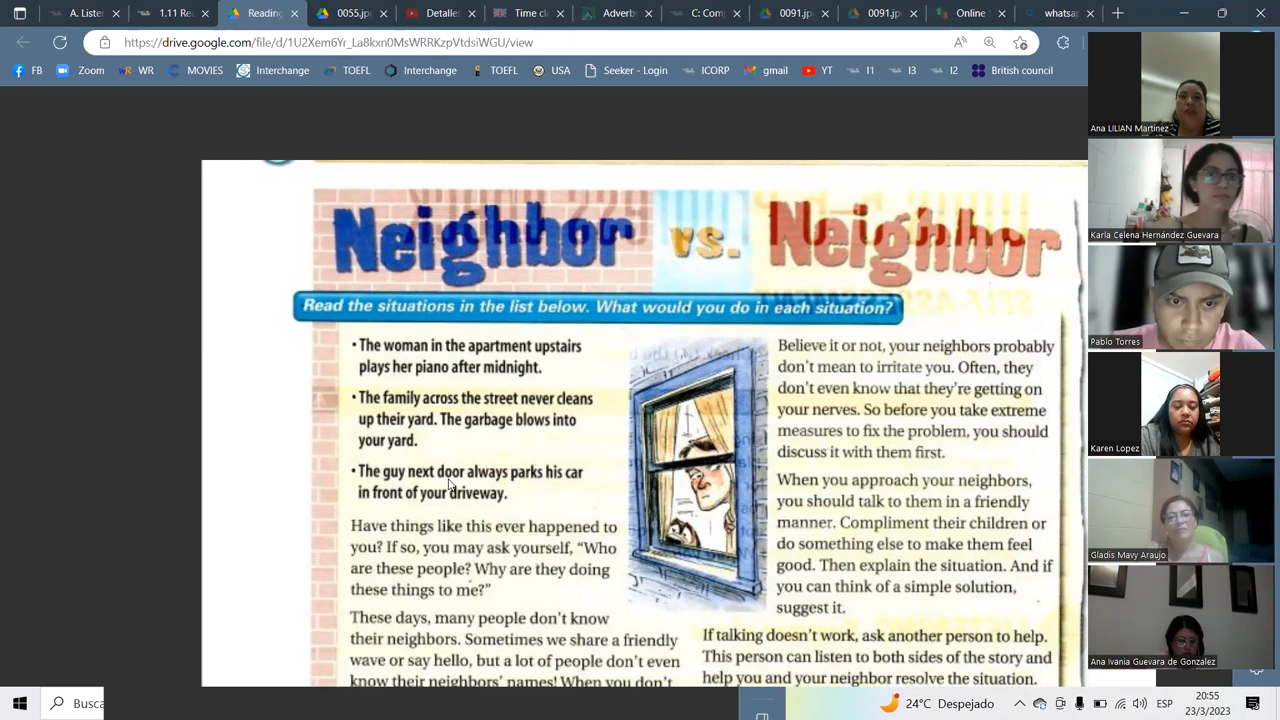 A. Listen
1.11 Re
Reading
0055.jp
Detalles
Time cl
Adverb
C: Comp
0091.jp
0091.jp
Online
whatsa
https://drive.google.com/file/d/1U2Xem6Yr_La8kxn0MsWRRKzpVtdsiWGU/view
FB
Zoom
WR
MOVIES
Interchange
TOEFL
Interchange
TOEFL
USA
Seeker - Login
ICORP
gmail
YT
I1
I3
I2
British council
Neighbor vs. Neighbor
Read the situations in the list below. What would you do in each situation?
• The woman in the apartment upstairs
plays her piano after midnight.
• The family across the street never cleans
up their yard. The garbage blows into
your yard.
• The guy next door always parks his car
in front of your driveway.
Have things like this ever happened to
you? If so, you may ask yourself, “Who
are these people? Why are they doing
these things to me?”
These days, many people don’t know
their neighbors. Sometimes we share a friendly
wave or say hello, but a lot of people don’t even
know their neighbors’ names! When you don’t
Believe it or not, your neighbors probably
don’t mean to irritate you. Often, they
don’t even know that they’re getting on
your nerves. So before you take extreme
measures to fix the problem, you should
discuss it with them first.
When you approach your neighbors,
you should talk to them in a friendly
manner. Compliment their children or
do something else to make them feel
good. Then explain the situation. And if
you can think of a simple solution,
suggest it.
If talking doesn’t work, ask another person to help.
This person can listen to both sides of the story and
help you and your neighbor resolve the situation.
Ana LILIAN Martinez
Karla Celena Hernández Guevara
Pablo Torres
Karen Lopez
Gladis Mavy Araujo
Ana Ivania Guevara de González
Busca
24°C Despejado
ESP
20:55
23/3/2023